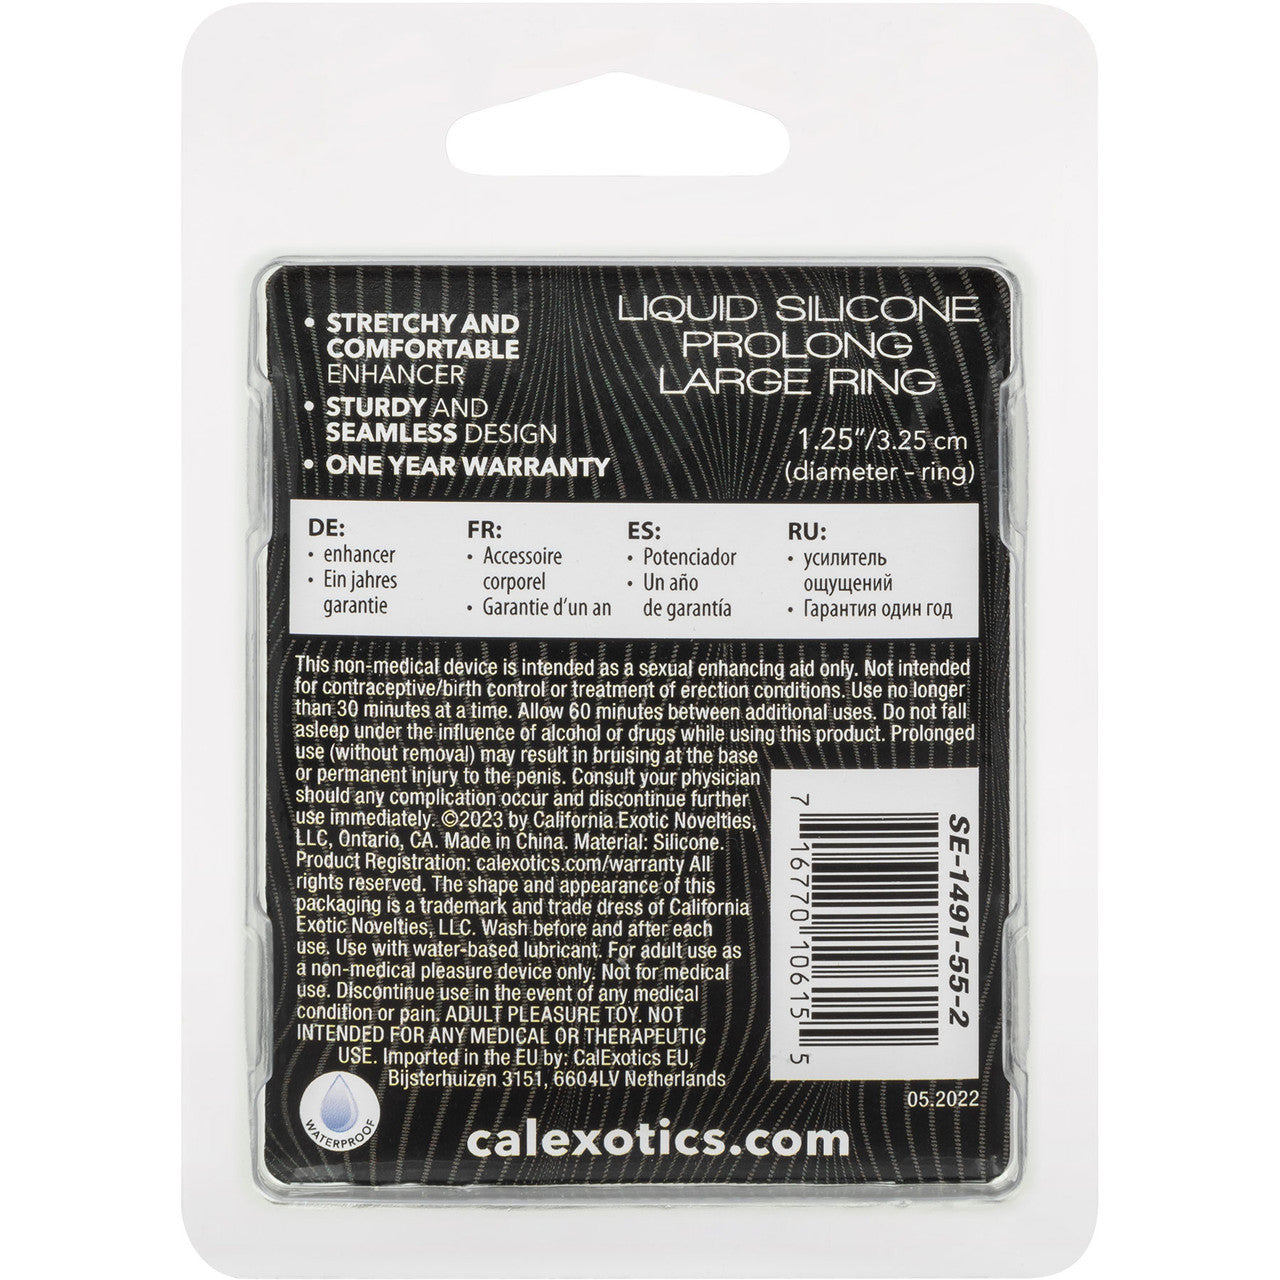 • STRETCHY AND
COMFORTABLE
ENHANCER
• STURDY AND
SEAMLESS DESIGN
• ONE YEAR WARRANTY
LIQUID SILICONE
PROLONG
LARGE RING
1.25"/3.25 cm
(diameter - ring)
DE:
• enhancer
• Ein jahres
garantie
FR:
• Accessoire
corporel
• Garantie d'un an
ES:
• Potenciador
• Un año
de garantía
RU:
• усилитель
ощущений
• Гарантия один год
This non-medical device is intended as a sexual enhancing aid only. Not intended
for contraceptive/birth control or treatment of erection conditions. Use no longer
than 30 minutes at a time. Allow 60 minutes between additional uses. Do not fall
asleep under the influence of alcohol or drugs while using this product. Prolonged
use (without removal) may result in bruising at the base
or permanent injury to the penis. Consult your physician
should any complication occur and discontinue further
use immediately. ©2023 by California Exotic Novelties,
LLC, Ontario, CA. Made in China. Material: Silicone.
Product Registration: calexotics.com/warranty All
rights reserved. The shape and appearance of this
packaging is a trademark and trade dress of California
Exotic Novelties, LLC. Wash before and after each
use. Use with water-based lubricant. For adult use as
a non-medical pleasure device only. Not for medical
use. Discontinue use in the event of any medical
condition or pain. ADULT PLEASURE TOY. NOT
INTENDED FOR ANY MEDICAL OR THERAPEUTIC
USE. Imported in the EU by: CalExotics EU,
Bijsterhuizen 3151, 6604LV Netherlands
7 16770 10615 5
SE-1491-55-2
05.2022
WATERPROOF
calexotics.com